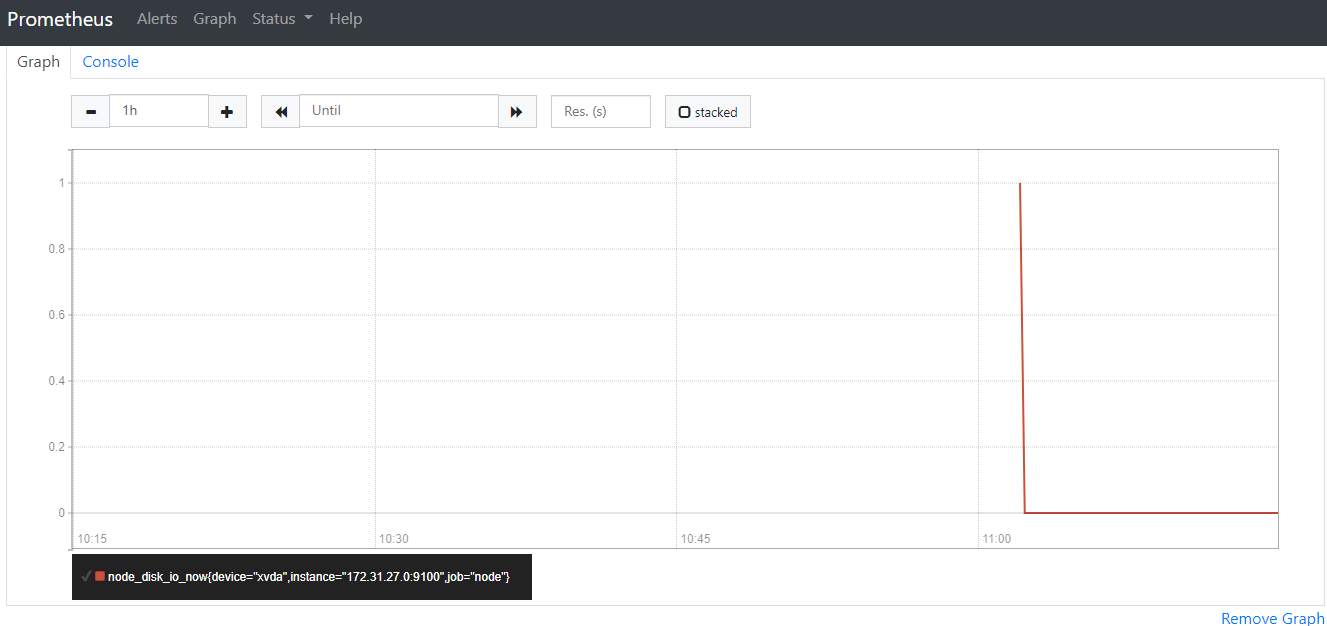 Prometheus Alerts Graph Status Help
Graph Console
1h Until Res. (s) stacked
1
0.8
0.6
0.4
0.2
0
10:15 10:30 10:45 11:00
node_disk_io_now{device="xvda",instance="172.31.27.0:9100",job="node"}
Remove Graph